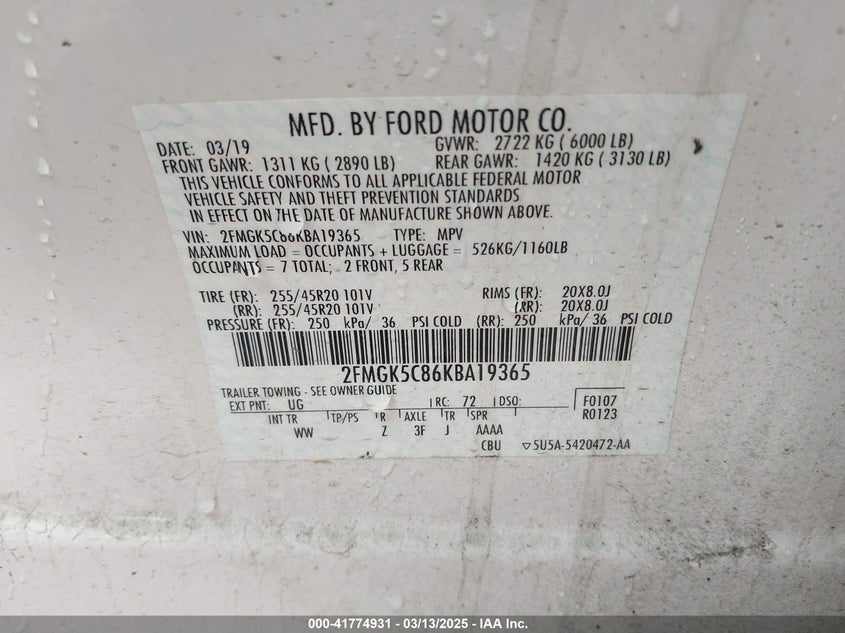 MFD. BY FORD MOTOR CO.
DATE: 03/19 GVWR: 2722 KG ( 6000 LB)
FRONT GAWR: 1311 KG ( 2890 LB) REAR GAWR: 1420 KG ( 3130 LB)
THIS VEHICLE CONFORMS TO ALL APPLICABLE FEDERAL MOTOR
VEHICLE SAFETY AND THEFT PREVENTION STANDARDS
IN EFFECT ON THE DATE OF MANUFACTURE SHOWN ABOVE.
VIN: 2FMGK5C86KBA19365 TYPE: MPV
MAXIMUM LOAD = OCCUPANTS + LUGGAGE = 526KG/1160LB
OCCUPANTS = 7 TOTAL; 2 FRONT, 5 REAR
TIRE (FR): 255/45R20 101V RIMS (FR): 20X8.0J
(RR): 255/45R20 101V (RR): 20X8.0J
PRESSURE (FR): 250 kPa/ 36 PSI COLD (RR): 250 kPa/ 36 PSI COLD
2FMGK5C86KBA19365
TRAILER TOWING - SEE OWNER GUIDE
EXT PNT: UG RC: 72 DSO: F0107
INT TR TP/PS R AXLE TR SPR R0123
WW Z 3F J AAAA
CBU ▽5U5A-5420472-AA
000-41774931 - 03/13/2025 - IAA Inc.